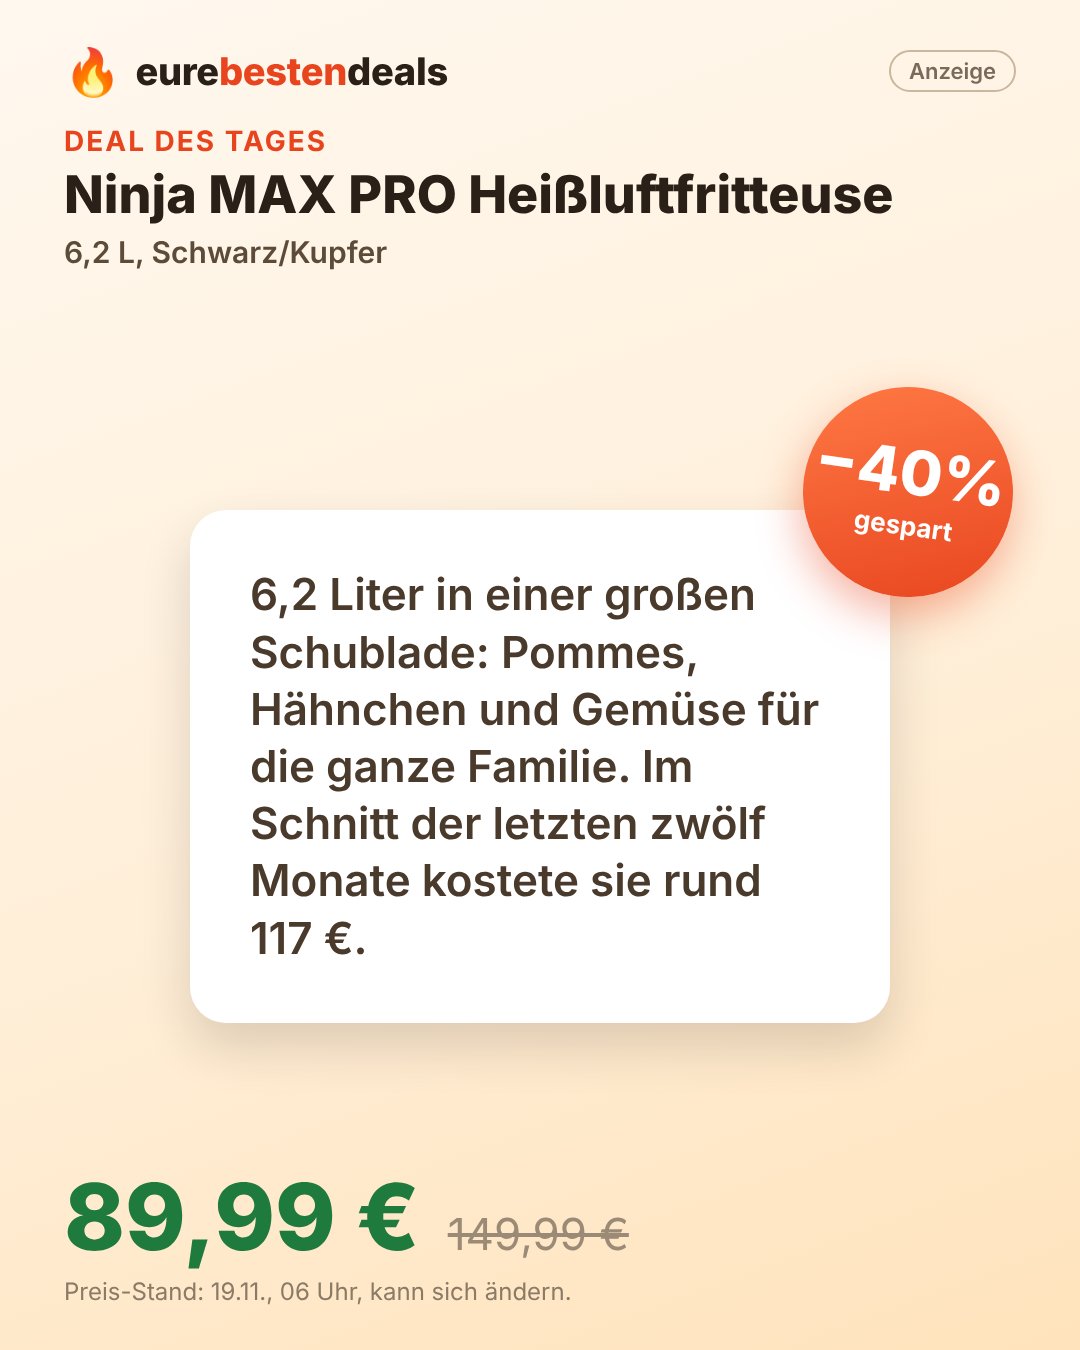 eurebestendeals
Anzeige
DEAL DES TAGES
Ninja MAX PRO Heißluftfritteuse
6,2 L, Schwarz/Kupfer
−40%
gespart
6,2 Liter in einer großen
Schublade: Pommes,
Hähnchen und Gemüse für
die ganze Familie. Im
Schnitt der letzten zwölf
Monate kostete sie rund
117 €.
89,99 € 149,99 €
Preis-Stand: 19.11., 06 Uhr, kann sich ändern.